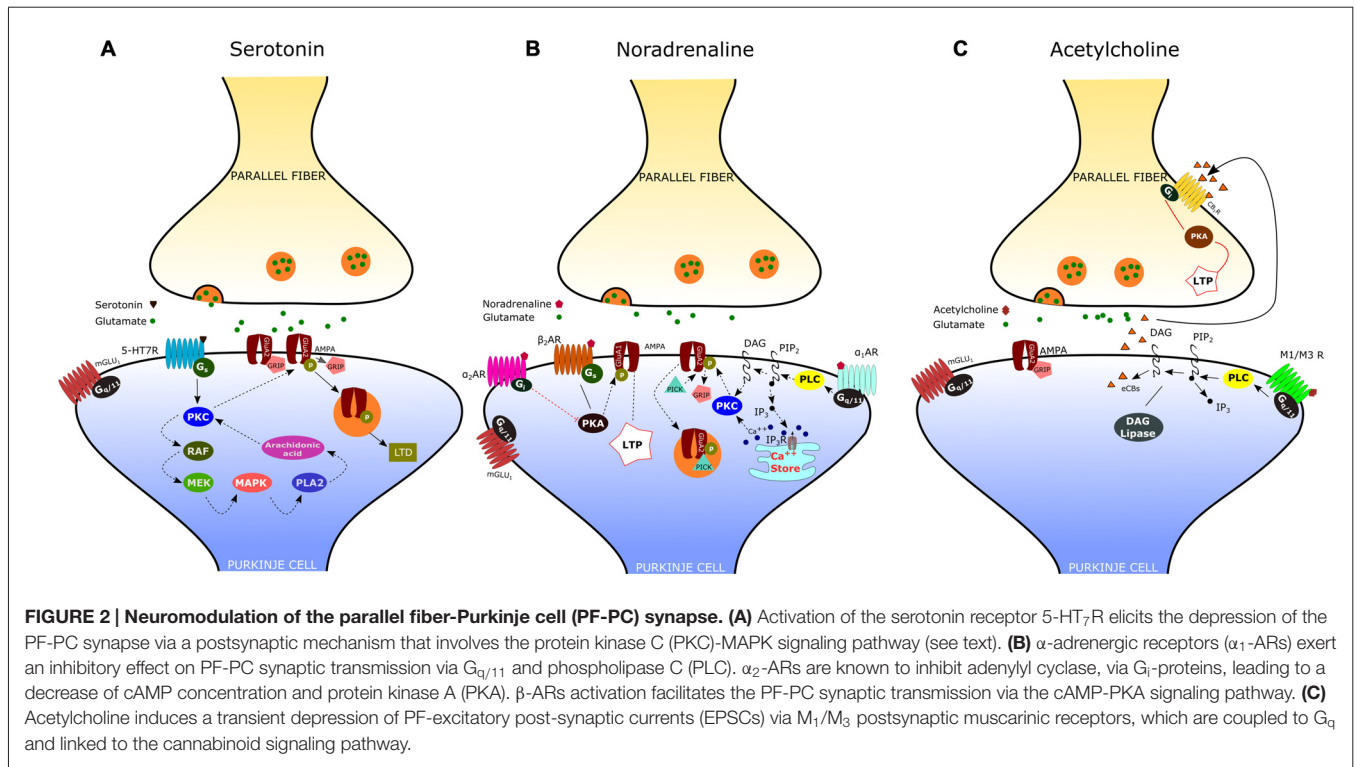 A Serotonin
PARALLEL FIBER
Serotonin
Glutamate
5-HT7R
mGLU₁
Gq/11
Gs
GluA2
GRIP
GluA2
AMPA
GRIP
P
PKC
RAF
Arachidonic
acid
MEK
MAPK
PLA2
P
LTD
PURKINJE CELL
B Noradrenaline
PARALLEL FIBER
Noradrenaline
Glutamate
β₂AR
α₂AR
Gi
Gs
GluA1
P
AMPA
GluA2
P
DAG
PIP₂
α₁AR
PICK
GRIP
PLC
Gq/11
PKC
PKA
IP₃
Ca⁺⁺
IP₃R
LTP
GluA2
PICK
Ca⁺⁺
Store
Gq/11
mGLU₁
PURKINJE CELL
C Acetylcholine
PARALLEL FIBER
Gi
CB₁R
PKA
LTP
Acetylcholine
Glutamate
mGLU₁
Gq/11
GluA2
AMPA
GRIP
DAG
PIP₂
M1/M3 R
eCBs
PLC
Gq/11
IP₃
DAG
Lipase
PURKINJE CELL
FIGURE 2 | Neuromodulation of the parallel fiber-Purkinje cell (PF-PC) synapse. (A) Activation of the serotonin receptor 5-HT₇R elicits the depression of the
PF-PC synapse via a postsynaptic mechanism that involves the protein kinase C (PKC)-MAPK signaling pathway (see text). (B) α-adrenergic receptors (α₁-ARs) exert
an inhibitory effect on PF-PC synaptic transmission via Gq/11 and phospholipase C (PLC). α₂-ARs are known to inhibit adenylyl cyclase, via Gi-proteins, leading to a
decrease of cAMP concentration and protein kinase A (PKA). β-ARs activation facilitates the PF-PC synaptic transmission via the cAMP-PKA signaling pathway. (C)
Acetylcholine induces a transient depression of PF-excitatory post-synaptic currents (EPSCs) via M₁/M₃ postsynaptic muscarinic receptors, which are coupled to Gq
and linked to the cannabinoid signaling pathway.